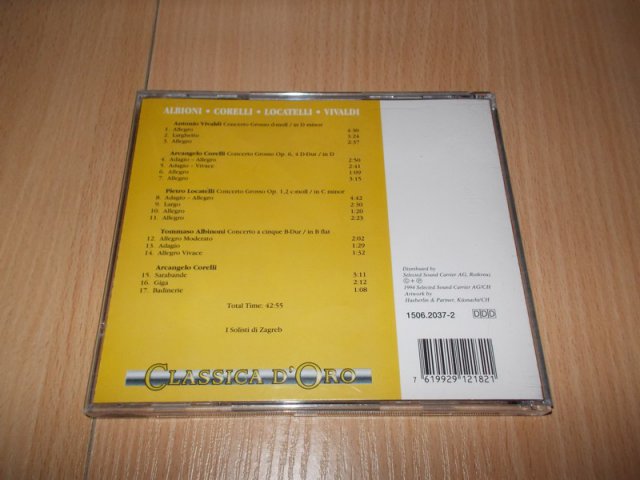 ALBIONI • CORELLI • LOCATELLI • VIVALDI
Antonio Vivaldi Concerto Grosso d-moll / in D minor
1. Allegro 4:30
2. Larghetto 3:24
3. Allegro 2:37
Arcangelo Corelli Concerto Grosso Op. 6, 4 D-Dur / in D
4. Adagio – Allegro 2:50
5. Adagio – Vivace 2:41
6. Allegro 1:09
7. Allegro 3:15
Pietro Locatelli Concerto Grosso Op. 1,2 c-moll / in C minor
8. Adagio – Allegro 4:42
9. Largo 2:30
10. Allegro 1:20
11. Allegro 2:23
Tommaso Albinoni Concerto a cinque B-Dur / in B flat
12. Allegro Moderato 2:02
13. Adagio 1:29
14. Allegro Vivace 1:52
Arcangelo Corelli
15. Sarabande 3:11
16. Giga 2:12
17. Badinerie 1:08
Total Time: 42:55
I Solisti di Zagreb
CLASSICA D'ORO
Distributed by
Selected Sound Carrier AG, Rotkreuz
©+℗
1994 Selected Sound Carrier AG/CH
Artwork by
Haeberlin & Partner, Küsnacht/CH
1506.2037-2 DDD
7 619929 121821